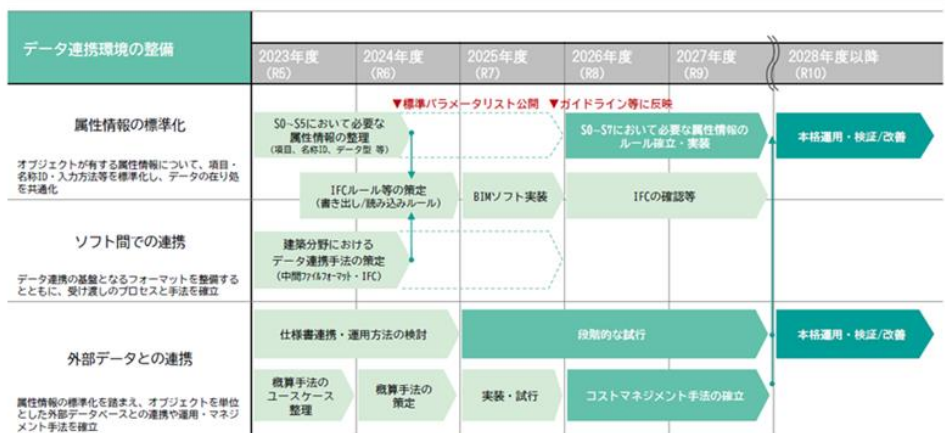 データ連携環境の整備
2023年度
(R5)
2024年度
(R6)
2025年度
(R7)
2026年度
(R8)
2027年度
(R9)
2028年度以降
(R10)
▼標準パラメータリスト公開
▼ガイドライン等に反映
属性情報の標準化
オブジェクトが有する属性情報について、項目・
名称ID・入力方法等を標準化し、データの在り処
を共通化
S0~S5において必要な
属性情報の整理
(項目、名称ID、データ型 等)
S0~S7において必要な属性情報の
ルール確立・実装
本格運用・検証/改善
IFCルール等の策定
(書き出し/読み込みルール)
BIMソフト実装
IFCの確認等
ソフト間での連携
データ連携の基盤となるフォーマットを整備する
とともに、受け渡しのプロセスと手法を確立
建築分野における
データ連携手法の策定
(中間ファイルフォーマット・IFC)
外部データとの連携
属性情報の標準化を踏まえ、オブジェクトを単位
とした外部データベースとの連携や運用・マネジ
メント手法を確立
仕様書連携・運用方法の検討
段階的な試行
本格運用・検証/改善
概算手法の
ユースケース
整理
概算手法の
策定
実装・試行
コストマネジメント手法の確立